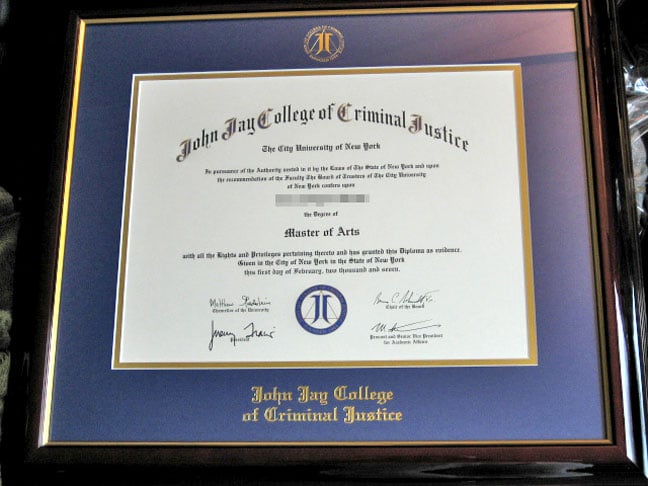 John Jay College of Criminal Justice
The City University of New York
In pursuance of the Authority vested in it by the Laws of The State of New York and upon
the recommendation of the Faculty The Board of Trustees of The City University
of New York confers upon
the Degree of
Master of Arts
with all the Rights and Privileges pertaining thereto and has granted this Diploma as evidence.
Given in the City of New York in the State of New York
this first day of February, two thousand and seven.
Matthew Goldstein
Chancellor of the University
Chair of the Board
Jeremy Travis
President
Provost and Senior Vice President
for Academic Affairs
John Jay College
of Criminal Justice